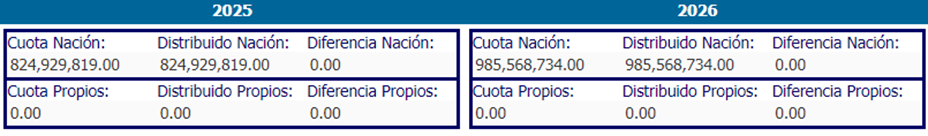 2025
Cuota Nación: Distribuido Nación: Diferencia Nación:
824,929,819.00 824,929,819.00 0.00
Cuota Propios: Distribuido Propios: Diferencia Propios:
0.00 0.00 0.00
2026
Cuota Nación: Distribuido Nación: Diferencia Nación:
985,568,734.00 985,568,734.00 0.00
Cuota Propios: Distribuido Propios: Diferencia Propios:
0.00 0.00 0.00